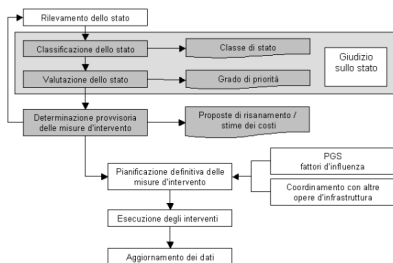 Rilevamento dello stato
Classificazione dello stato
Classe di stato
Giudizio
sullo stato
Valutazione dello stato
Grado di priorità
Determinazione provvisoria
delle misure d'intervento
Proposte di risanamento /
stime dei costi
PGS
fattori d'influenza
Pianificazione definitiva delle
misure d'intervento
Coordinamento con altre
opere d'infrastruttura
Esecuzione degli interventi
Aggiornamento dei dati